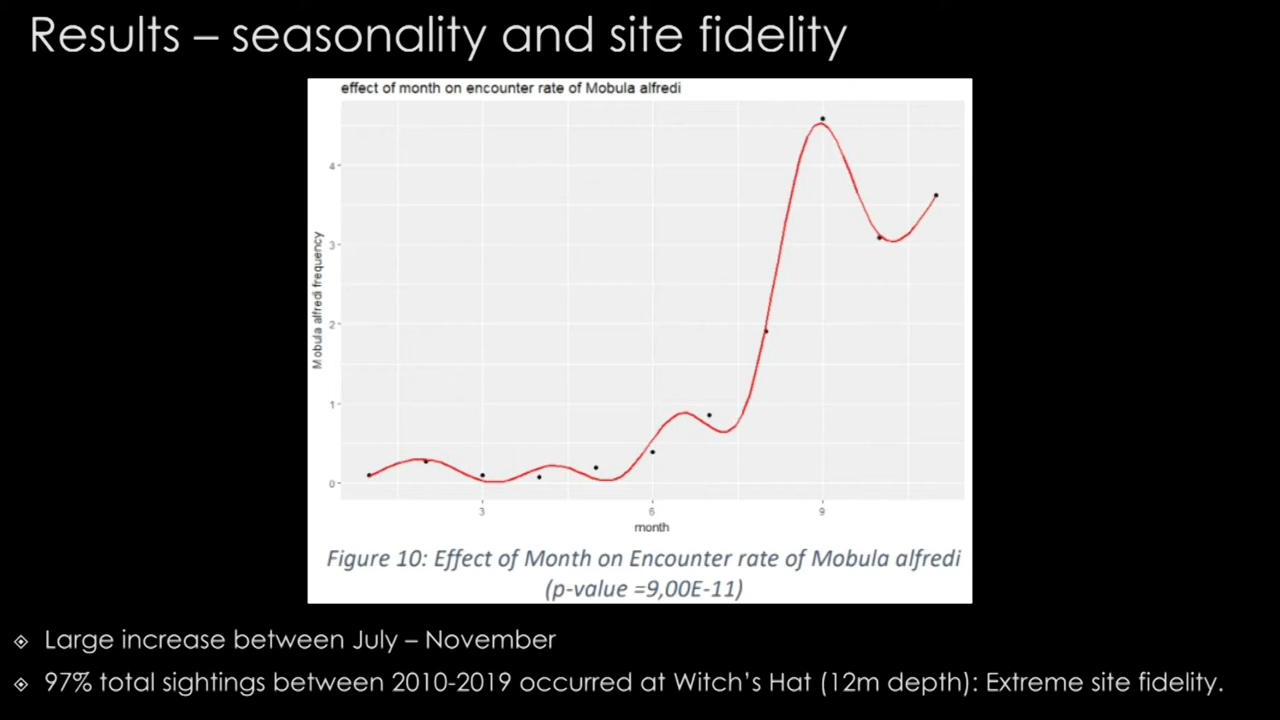 Results – seasonality and site fidelity
effect of month on encounter rate of Mobula alfredi
Mobula alfredi frequency
4
3
2
1
0
3
6
9
month
Figure 10: Effect of Month on Encounter rate of Mobula alfredi
(p-value =9,00E-11)
Large increase between July – November
97% total sightings between 2010-2019 occurred at Witch’s Hat (12m depth): Extreme site fidelity.